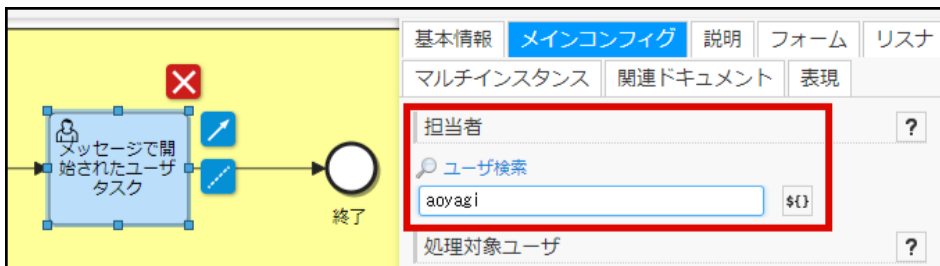 基本情報 メインコンフィグ 説明 フォーム リスナ
マルチインスタンス 関連ドキュメント 表現
担当者 ?
ユーザ検索
aoyagi ${}
処理対象ユーザ ?
メッセージで開
始されたユーザ
タスク
終了